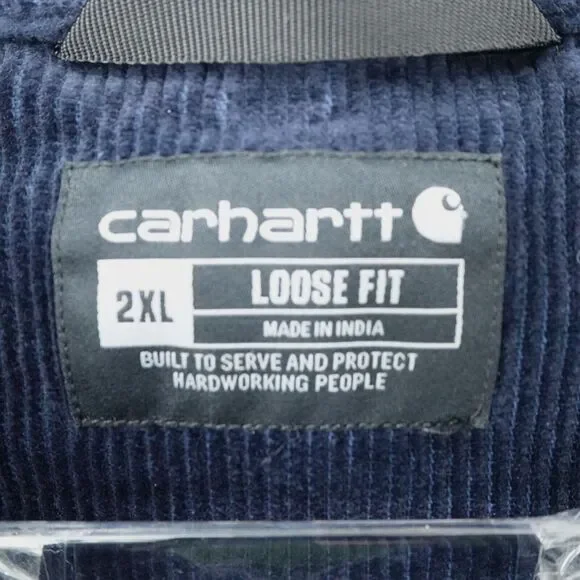 carhartt
2XL
LOOSE FIT
MADE IN INDIA
BUILT TO SERVE AND PROTECT
HARDWORKING PEOPLE